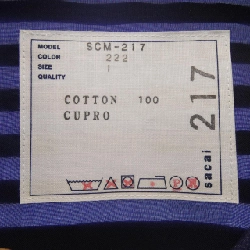 MODEL SCM-217
COLOR 222
SIZE 1
QUALITY
COTTON 100
CUPRO
217
sacai